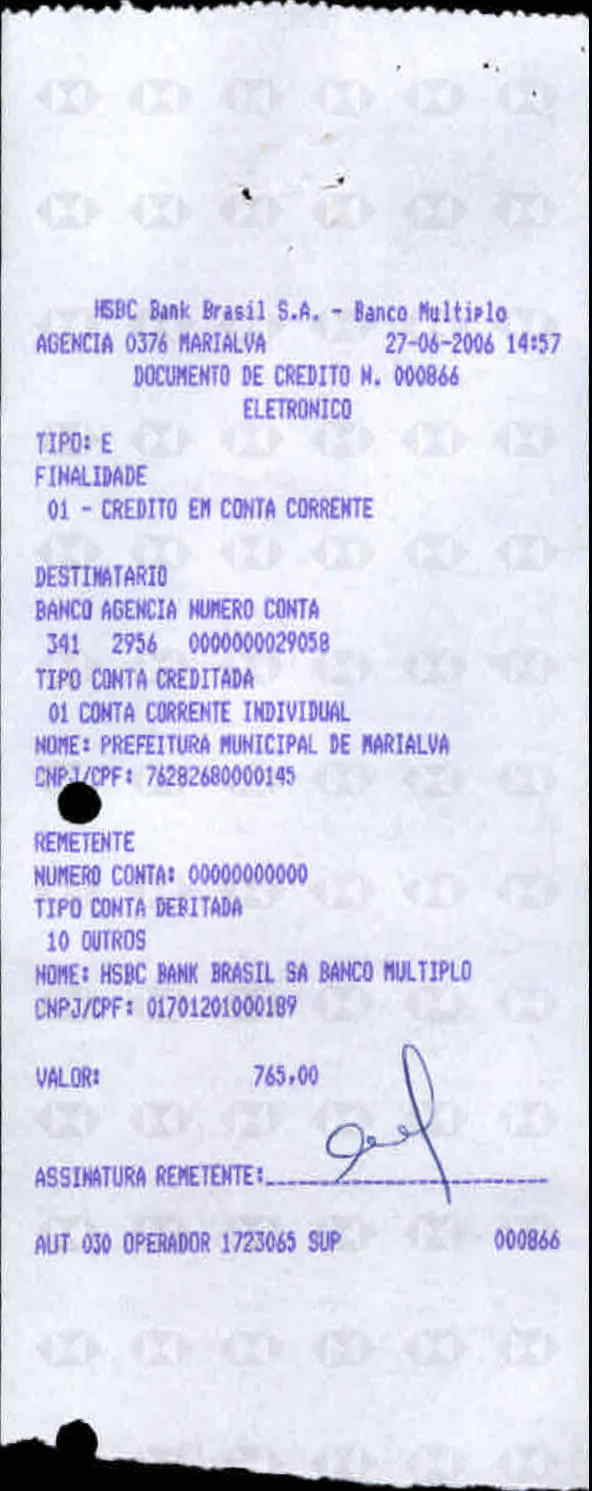 HSBC Bank Brasil S.A. - Banco Multiplo
AGENCIA 0376 MARIALVA 27-06-2006 14:57
DOCUMENTO DE CREDITO N. 000866
ELETRONICO
TIPO: E
FINALIDADE
01 - CREDITO EM CONTA CORRENTE
DESTINATARIO
BANCO AGENCIA NUMERO CONTA
341 2956 0000000029058
TIPO CONTA CREDITADA
01 CONTA CORRENTE INDIVIDUAL
NOME: PREFEITURA MUNICIPAL DE MARIALVA
CNPJ/CPF: 76282680000145
REMETENTE
NUMERO CONTA: 00000000000
TIPO CONTA DEBITADA
10 OUTROS
NOME: HSBC BANK BRASIL SA BANCO MULTIPLO
CNPJ/CPF: 01701201000189
VALOR: 765,00
ASSINATURA REMETENTE:
AUT 030 OPERADOR 1723065 SUP 000866